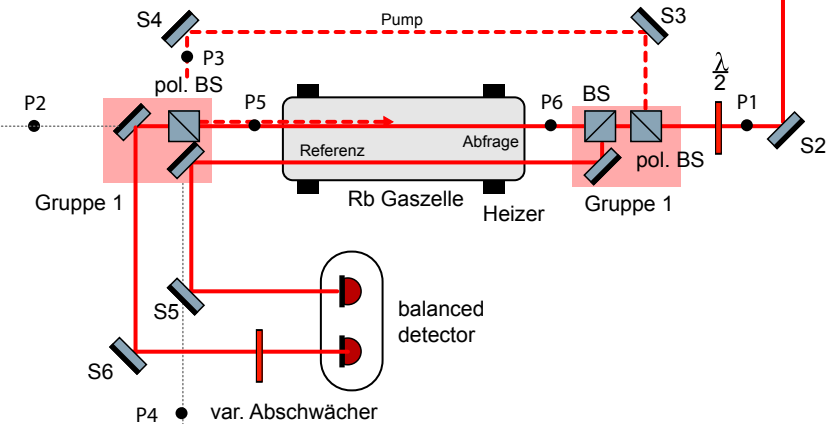 S4
Pump
S3
P3
pol. BS
λ
2
P2
P5
P6
BS
P1
S2
Abfrage
Referenz
pol. BS
Gruppe 1
Rb Gaszelle
Heizer
Gruppe 1
S5
balanced
detector
S6
P4
var. Abschwächer